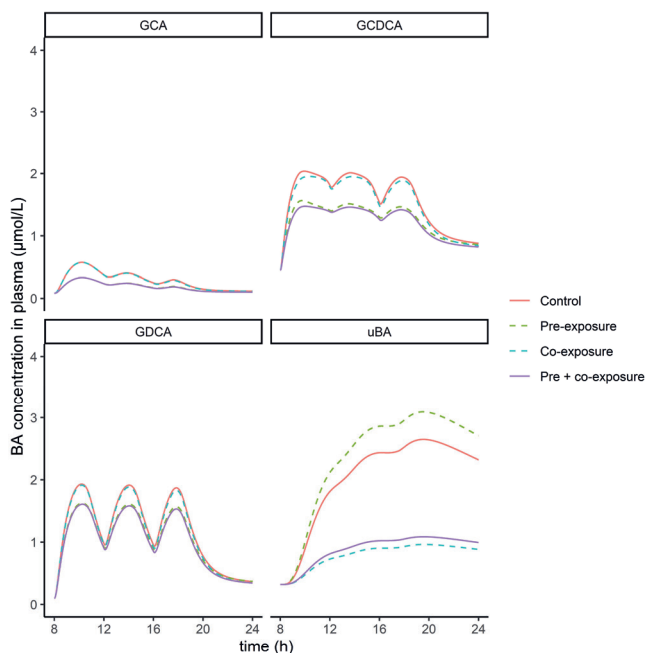 GCA
GCDCA
4
3
2
1
0
GDCA
uBA
4
3
2
1
0
8
12
16
20
24
8
12
16
20
24
BA concentration in plasma (μmol/L)
time (h)
Control
Pre-exposure
Co-exposure
Pre + co-exposure